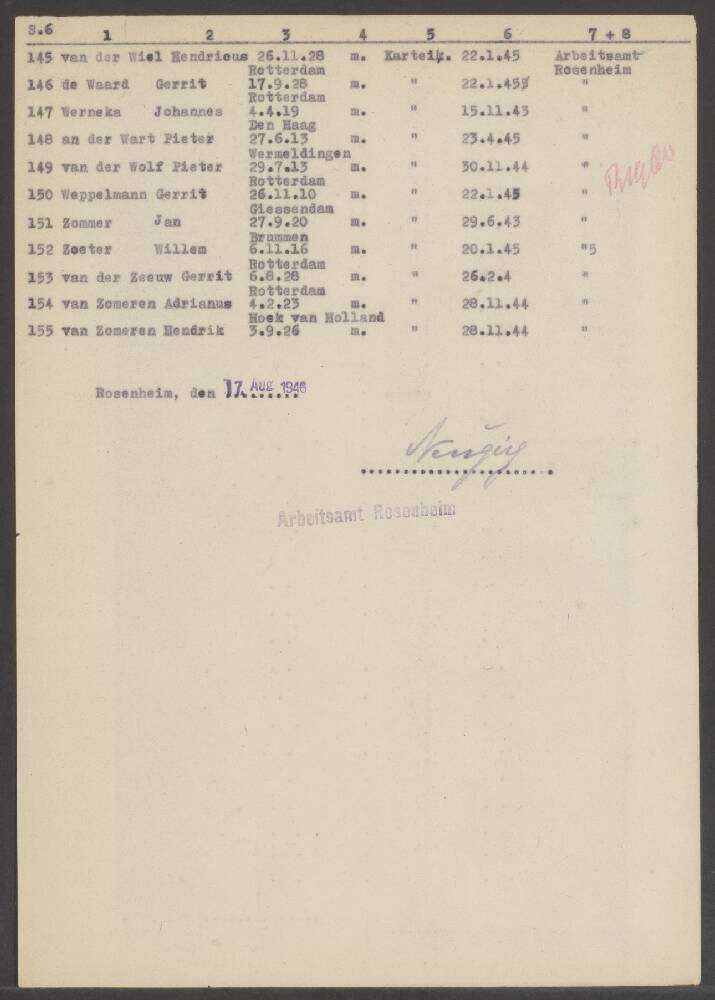 S.6 1 2 3 4 5 6 7 + 8
145 van der Wiel Hendricus 26.11.28 m. Karteik. 22.1.45 Arbeitsamt
Rotterdam Rosenheim
146 de Waard Gerrit 17.9.28 m. " 22.1.455 "
Rotterdam
147 Werneka Johannes 4.4.19 m. " 15.11.43 "
Den Haag
148 an der Wart Pieter 27.6.13 m. " 23.4.45 "
Wermeldingen
149 van der Wolf Pieter 29.7.13 m. " 30.11.44 "
Rotterdam
150 Weppelmann Gerrit 26.11.10 m. " 22.1.45 "
Giessendam
151 Zommer Jan 27.9.20 m. " 29.6.43 "
Brummen
152 Zoeter Willem 6.11.16 m. " 20.1.45 "5
Rotterdam
153 van der Zeeuw Gerrit 6.8.28 m. " 26.2.4 "
Rotterdam
154 van Zomeren Adrianus 4.2.23 m. " 28.11.44 "
Hoek van Holland
155 van Zomeren Hendrik 3.9.26 m. " 28.11.44 "
Rosenheim, den 17. Aug. 1946
Arbeitsamt Rosenheim